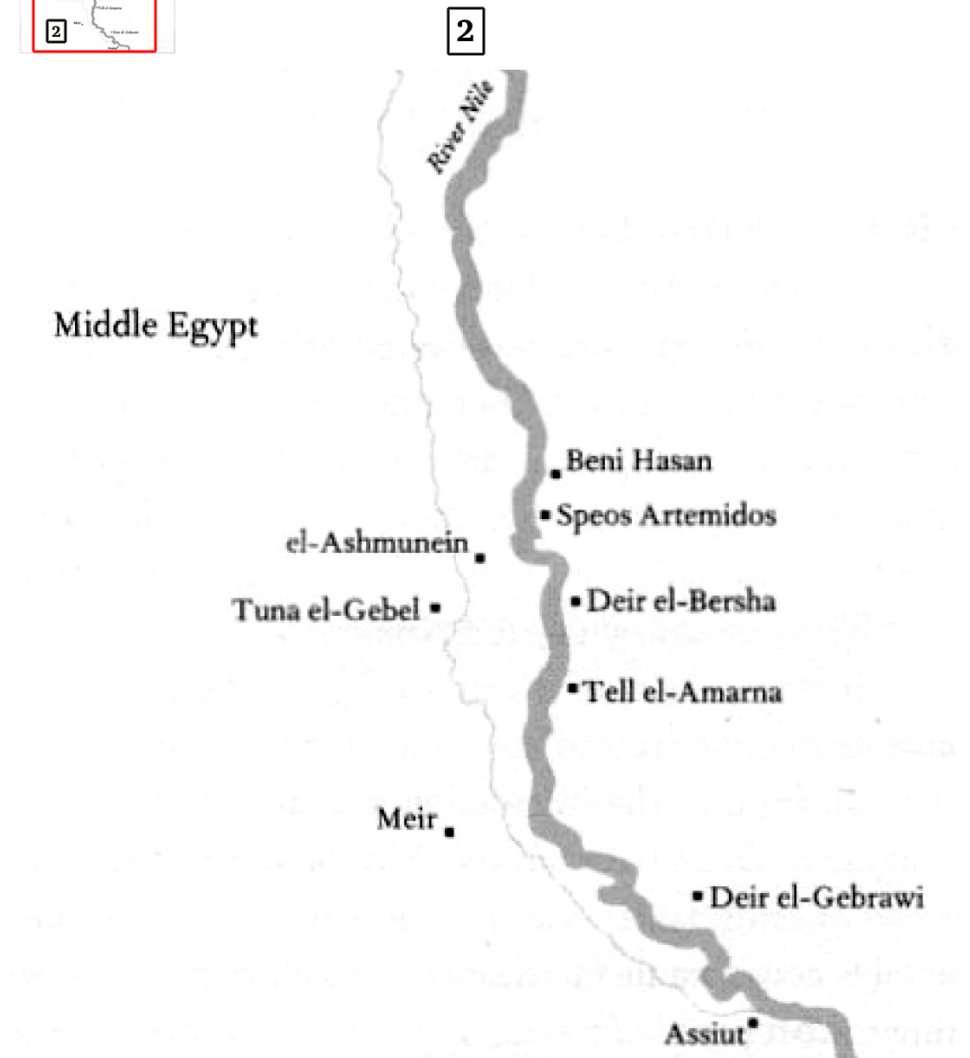 2
2
River Nile
Middle Egypt
Beni Hasan
Speos Artemidos
el-Ashmunein
Tuna el-Gebel
Deir el-Bersha
Tell el-Amarna
Meir
Deir el-Gebrawi
Assiut